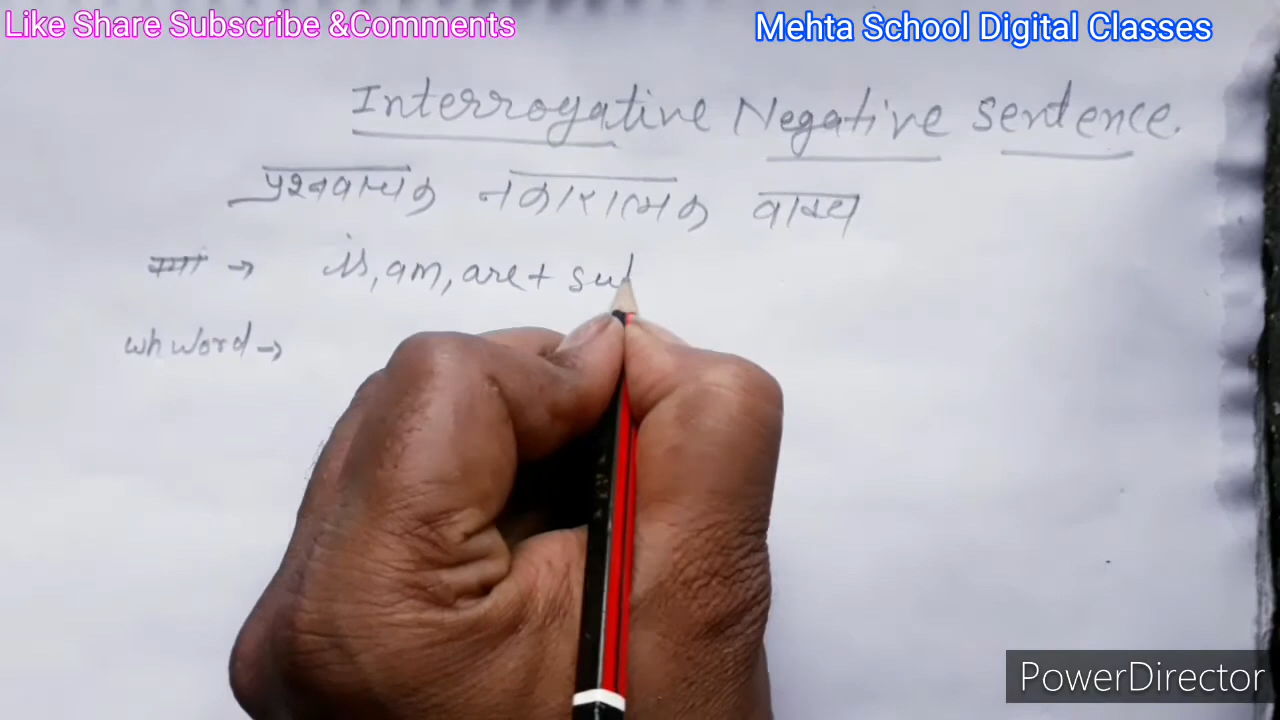 Like Share Subscribe &Comments
Mehta School Digital Classes
Interrogative Negative Sentence.
प्रश्नवाचक नकारात्मक वाक्य
क्या → is, am, are + sub
wh word →
PowerDirector